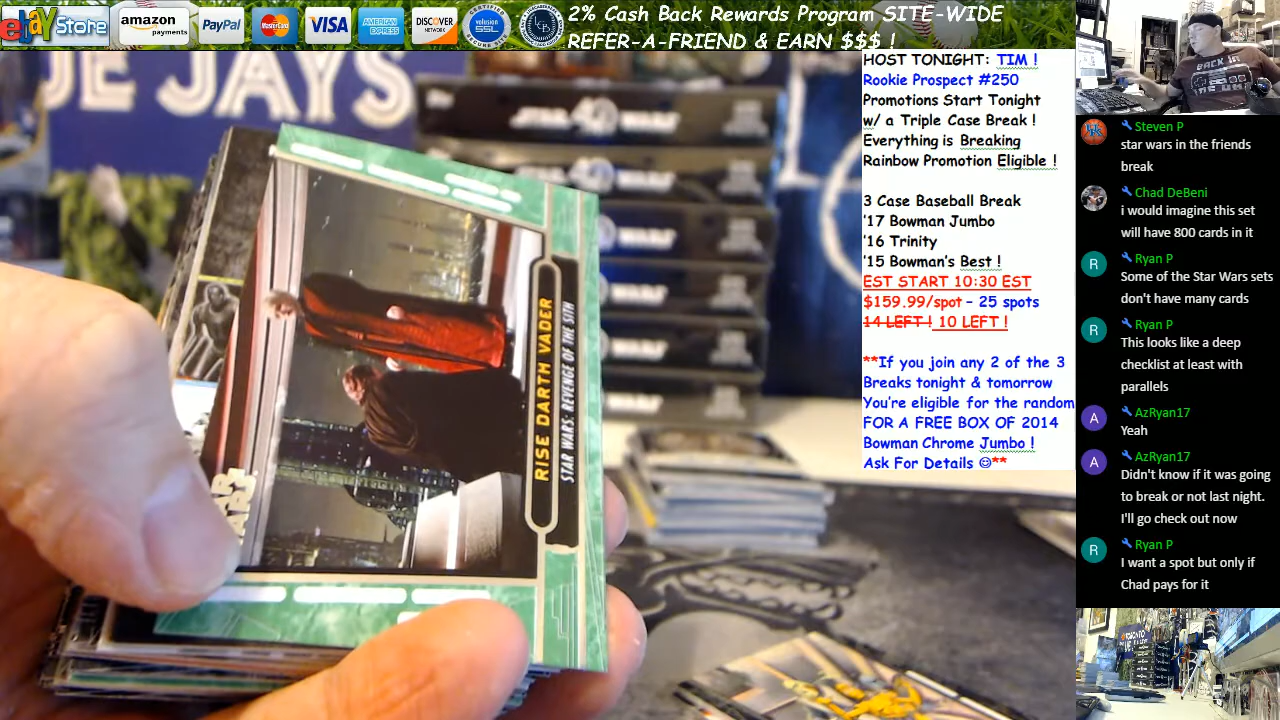 ebay Store
amazon
payments
PayPal
MasterCard
VISA
AMERICAN
EXPRESS
DISCOVER
NETWORK
volusion
SSL
2% Cash Back Rewards Program SITE-WIDE
REFER-A-FRIEND & EARN $$$ !
HOST TONIGHT: TIM !
Rookie Prospect #250
Promotions Start Tonight
w/ a Triple Case Break !
Everything is Breaking
Rainbow Promotion Eligible !
3 Case Baseball Break
'17 Bowman Jumbo
'16 Trinity
'15 Bowman's Best !
EST START 10:30 EST
$159.99/spot - 25 spots
14 LEFT ! 10 LEFT !
**If you join any 2 of the 3
Breaks tonight & tomorrow
You're eligible for the random
FOR A FREE BOX OF 2014
Bowman Chrome Jumbo !
Ask For Details ☺**
Steven P
star wars in the friends
break
Chad DeBeni
i would imagine this set
will have 800 cards in it
Ryan P
Some of the Star Wars sets
don't have many cards
Ryan P
This looks like a deep
checklist at least with
parallels
AzRyan17
Yeah
AzRyan17
Didn't know if it was going
to break or not last night.
I'll go check out now
Ryan P
I want a spot but only if
Chad pays for it
UE JAYS
RISE DARTH VADER
STAR WARS: REVENGE OF THE SITH